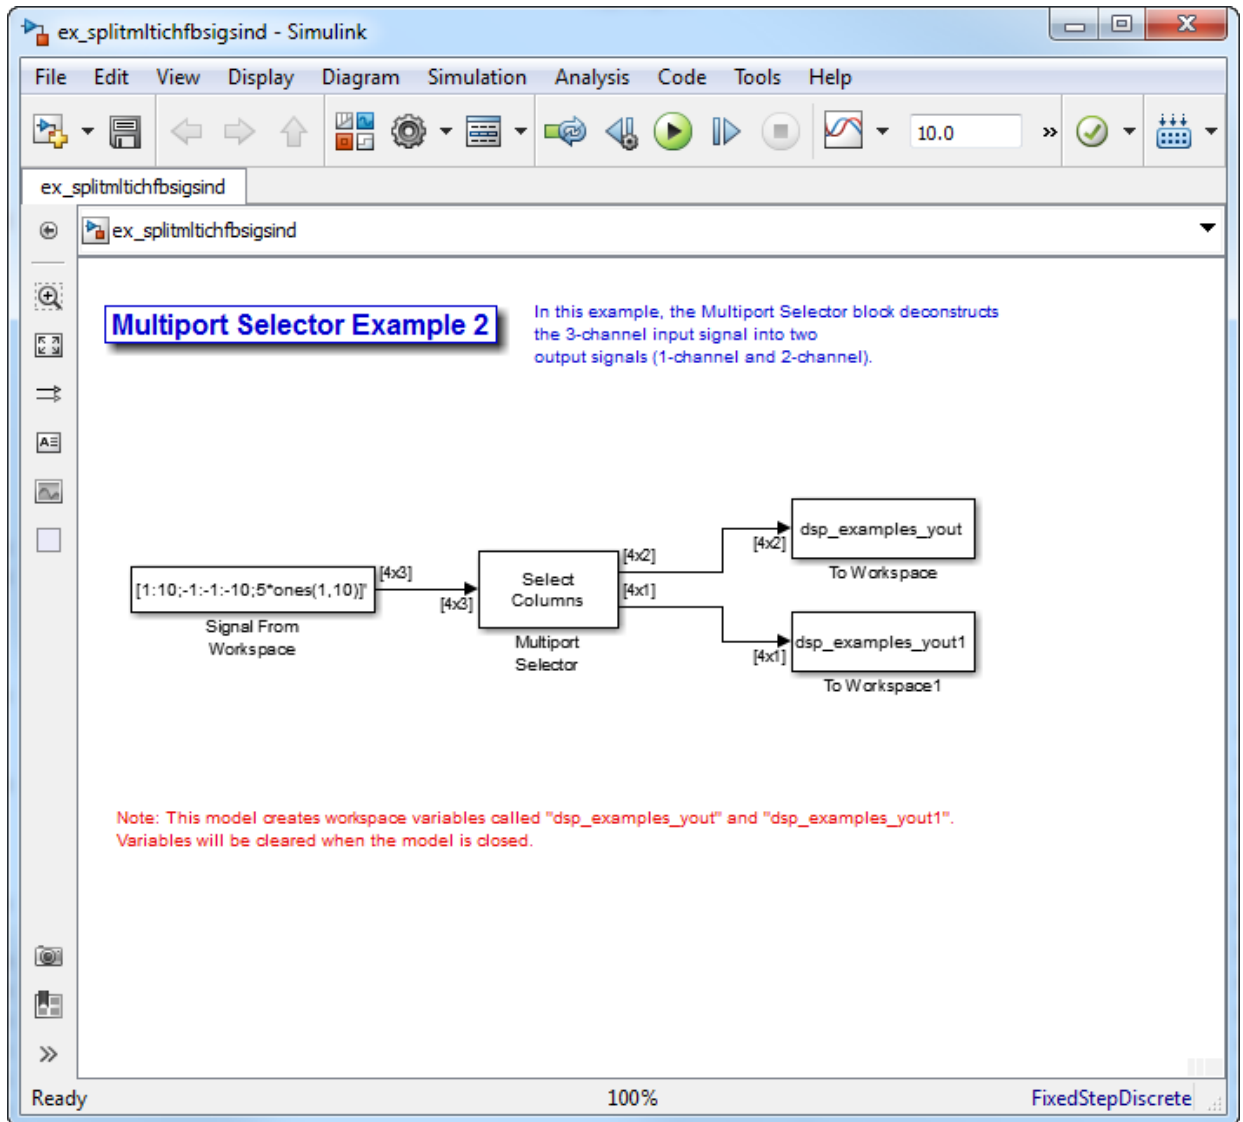 ex_splitmltichfbsigsind - Simulink
File Edit View Display Diagram Simulation Analysis Code Tools Help
10.0
ex_splitmltichfbsigsind
ex_splitmltichfbsigsind
Multiport Selector Example 2
In this example, the Multiport Selector block deconstructs
the 3-channel input signal into two
output signals (1-channel and 2-channel).
[1:10;-1:-1:-10;5*ones(1,10)]'
Signal From
Workspace
[4x3]
[4x3]
Select
Columns
Multiport
Selector
[4x2]
[4x1]
[4x2]
dsp_examples_yout
To Workspace
[4x1]
dsp_examples_yout1
To Workspace1
Note: This model creates workspace variables called "dsp_examples_yout" and "dsp_examples_yout1".
Variables will be cleared when the model is closed.
Ready 100% FixedStepDiscrete